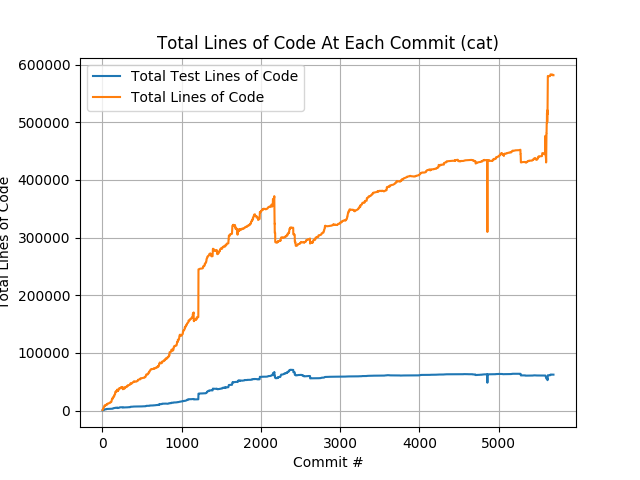 Total Lines of Code At Each Commit (cat)
Total Test Lines of Code
Total Lines of Code
600000
500000
400000
300000
200000
100000
0
Total Lines of Code
0
1000
2000
3000
4000
5000
Commit #